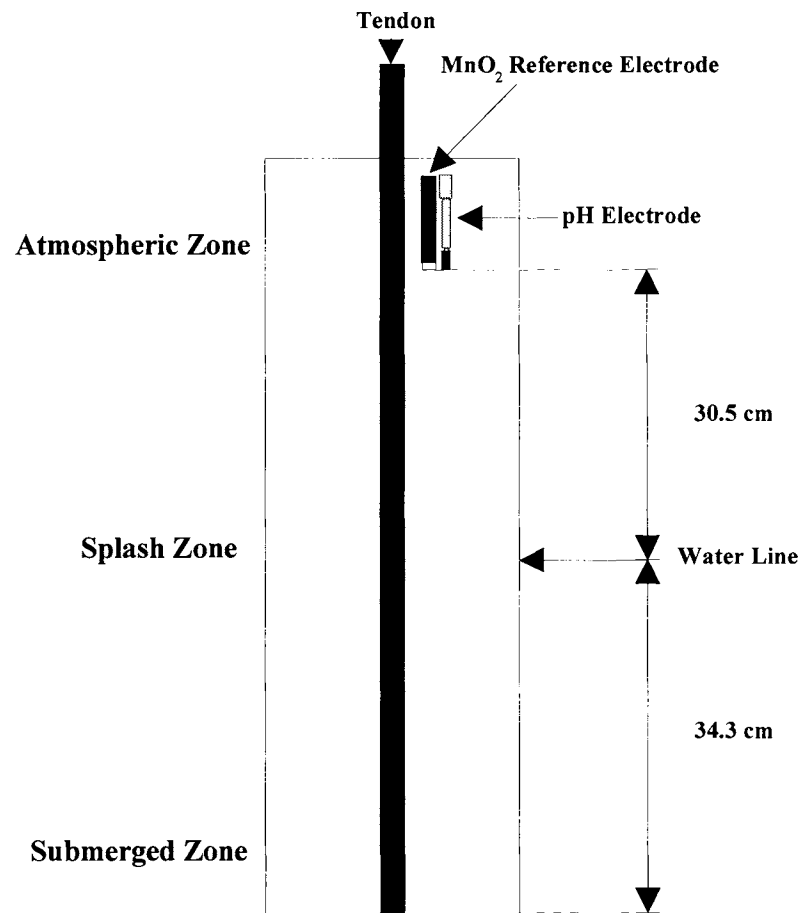 Tendon
MnO₂ Reference Electrode
pH Electrode
Atmospheric Zone
30.5 cm
Splash Zone
Water Line
34.3 cm
Submerged Zone